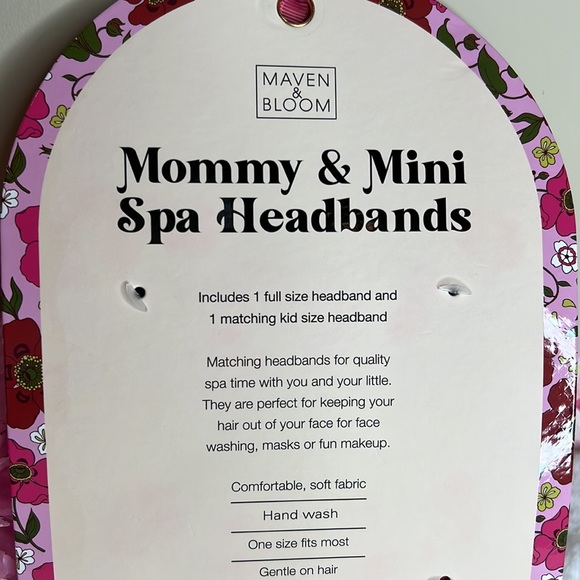 MAVEN
&
BLOOM
Mommy & Mini
Spa Headbands
Includes 1 full size headband and
1 matching kid size headband
Matching headbands for quality
spa time with you and your little.
They are perfect for keeping your
hair out of your face for face
washing, masks or fun makeup.
Comfortable, soft fabric
Hand wash
One size fits most
Gentle on hair